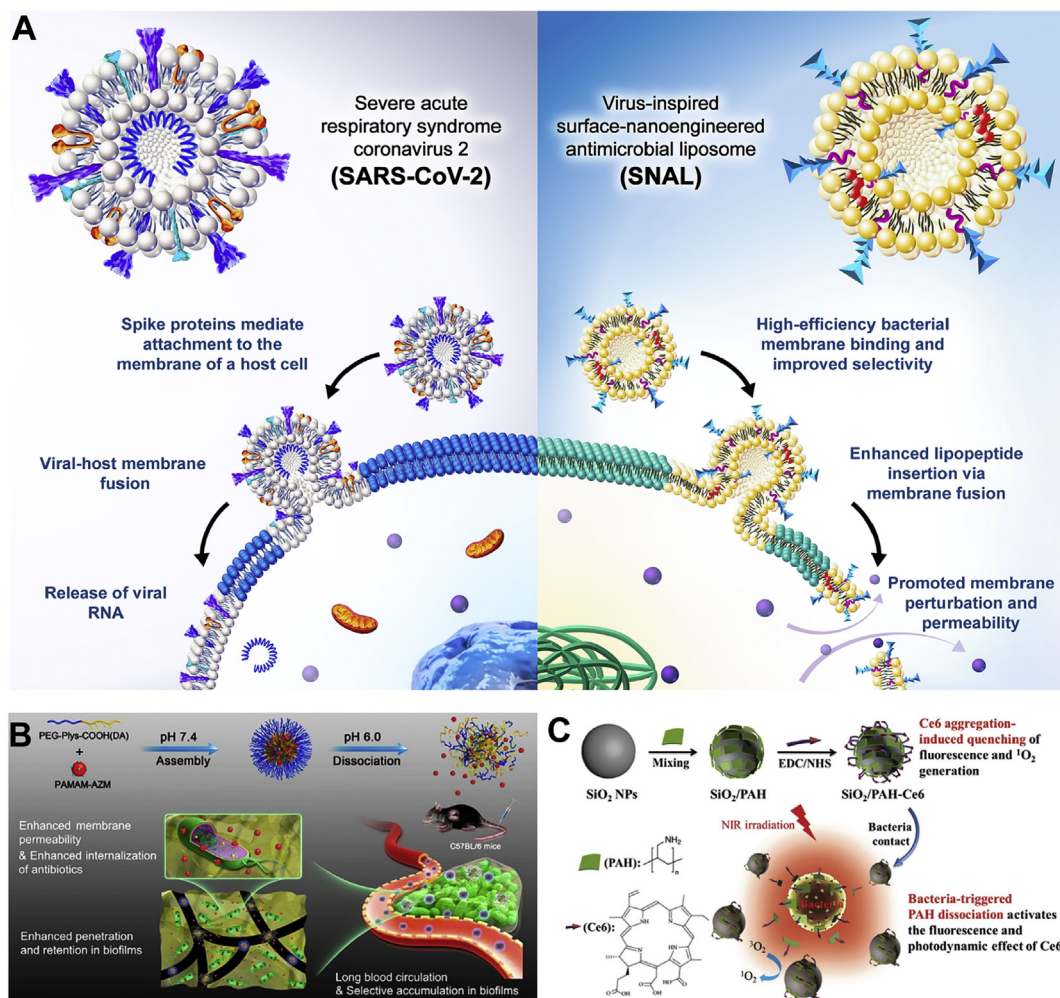 A
Severe acute
respiratory syndrome
coronavirus 2
(SARS-CoV-2)
Virus-inspired
surface-nanoengineered
antimicrobial liposome
(SNAL)
Spike proteins mediate
attachment to the
membrane of a host cell
High-efficiency bacterial
membrane binding and
improved selectivity
Viral-host membrane
fusion
Enhanced lipopeptide
insertion via
membrane fusion
Release of viral
RNA
Promoted membrane
perturbation and
permeability
B
PEG-Plys-COOH(DA)
+
PAMAM-AZM
pH 7.4
Assembly
pH 6.0
Dissociation
C57BL/6 mice
Enhanced membrane
permeability
& Enhanced internalization
of antibiotics
Enhanced penetration
and retention in biofilms
Long blood circulation
& Selective accumulation in biofilms
C
SiO2 NPs
Mixing
SiO2/PAH
EDC/NHS
SiO2/PAH-Ce6
Ce6 aggregation-
induced quenching of
fluorescence and ¹O₂
generation
NIR irradiation
Bacteria
contact
(PAH):
NH₂
n
(Ce6):
NH
N
N
HN
O
OH
O
OH
HO
O
Bacteria
³O₂
¹O₂
Bacteria-triggered
PAH dissociation activates
the fluorescence and
photodynamic effect of Ce6